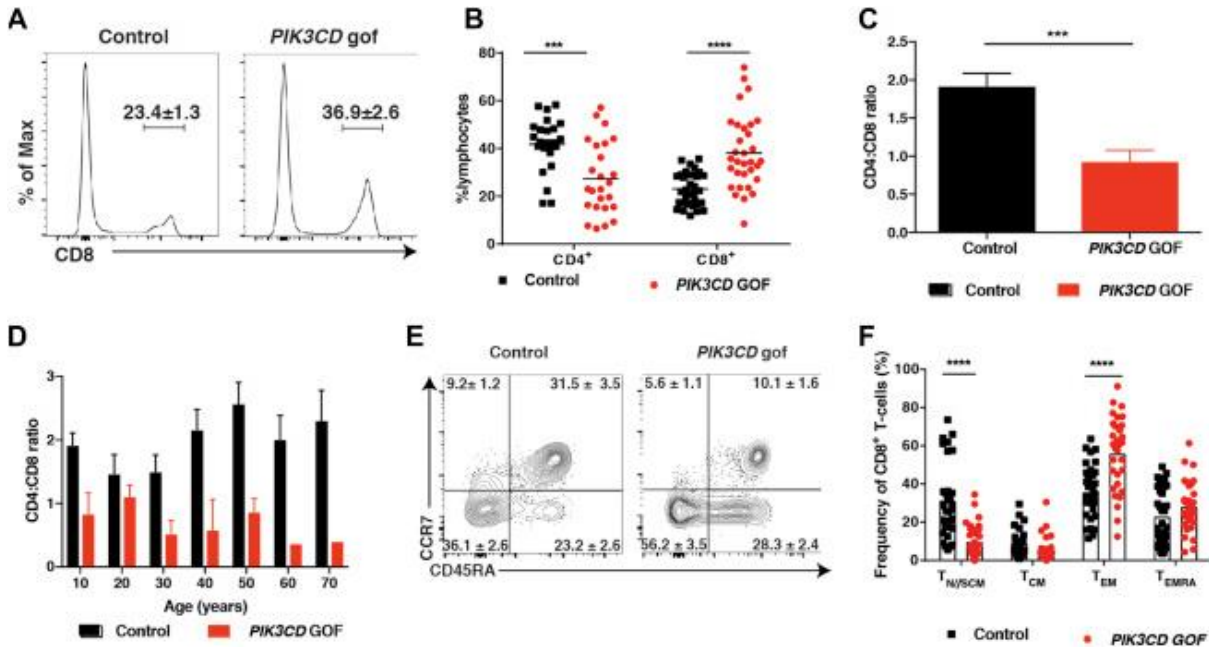 A
Control
PIK3CD gof
23.4±1.3
36.9±2.6
% of Max
CD8
B
***
****
%lymphocytes
80
60
40
20
0
CD4+
CD8+
Control
PIK3CD GOF
C
***
CD4:CD8 ratio
2.5
2.0
1.5
1.0
0.5
0.0
Control
PIK3CD GOF
Control
PIK3CD GOF
D
CD4:CD8 ratio
3
2
1
0
10 20 30 40 50 60 70
Age (years)
Control
PIK3CD GOF
E
Control
PIK3CD gof
9.2± 1.2 31.5 ± 3.5
5.6 ± 1.1 10.1 ± 1.6
36.1 ± 2.6 23.2 ± 2.6
56.2 ± 3.5 28.3 ± 2.4
CCR7
CD45RA
F
****
****
Frequency of CD8+ T-cells (%)
100
80
60
40
20
0
TN//SCM TCM TEM TEMRA
Control
PIK3CD GOF